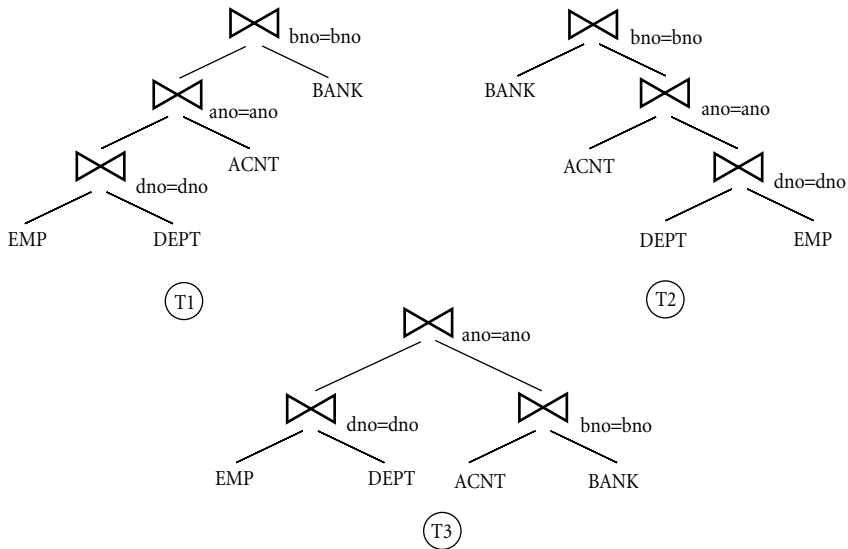 bno=bno
BANK
ano=ano
ACNT
dno=dno
EMP DEPT
T1
bno=bno
BANK
ano=ano
ACNT
dno=dno
DEPT EMP
T2
ano=ano
dno=dno bno=bno
EMP DEPT ACNT BANK
T3